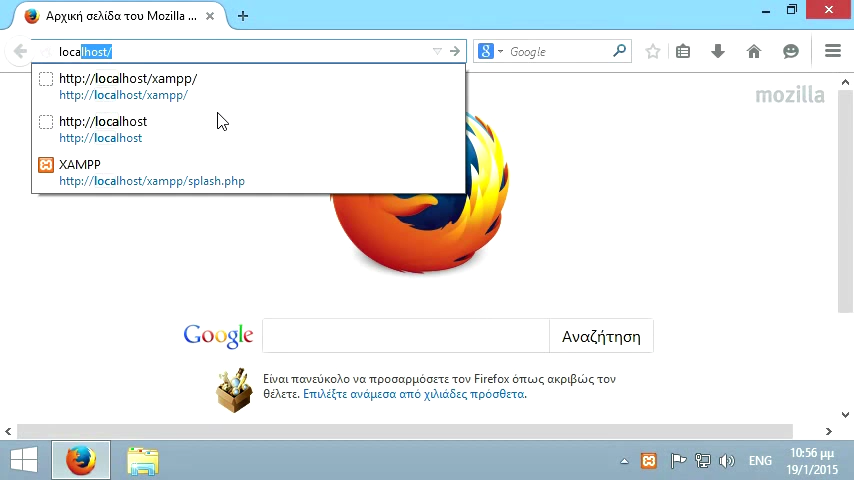 Αρχική σελίδα του Mozilla ...
localhost/
Google
http://localhost/xampp/
http://localhost/xampp/
http://localhost
http://localhost
XAMPP
http://localhost/xampp/splash.php
mozilla
Google
Αναζήτηση
Είναι πανεύκολο να προσαρμόσετε τον Firefox όπως ακριβώς τον
θέλετε. Επιλέξτε ανάμεσα από χιλιάδες πρόσθετα.
ENG
10:56 μμ
19/1/2015